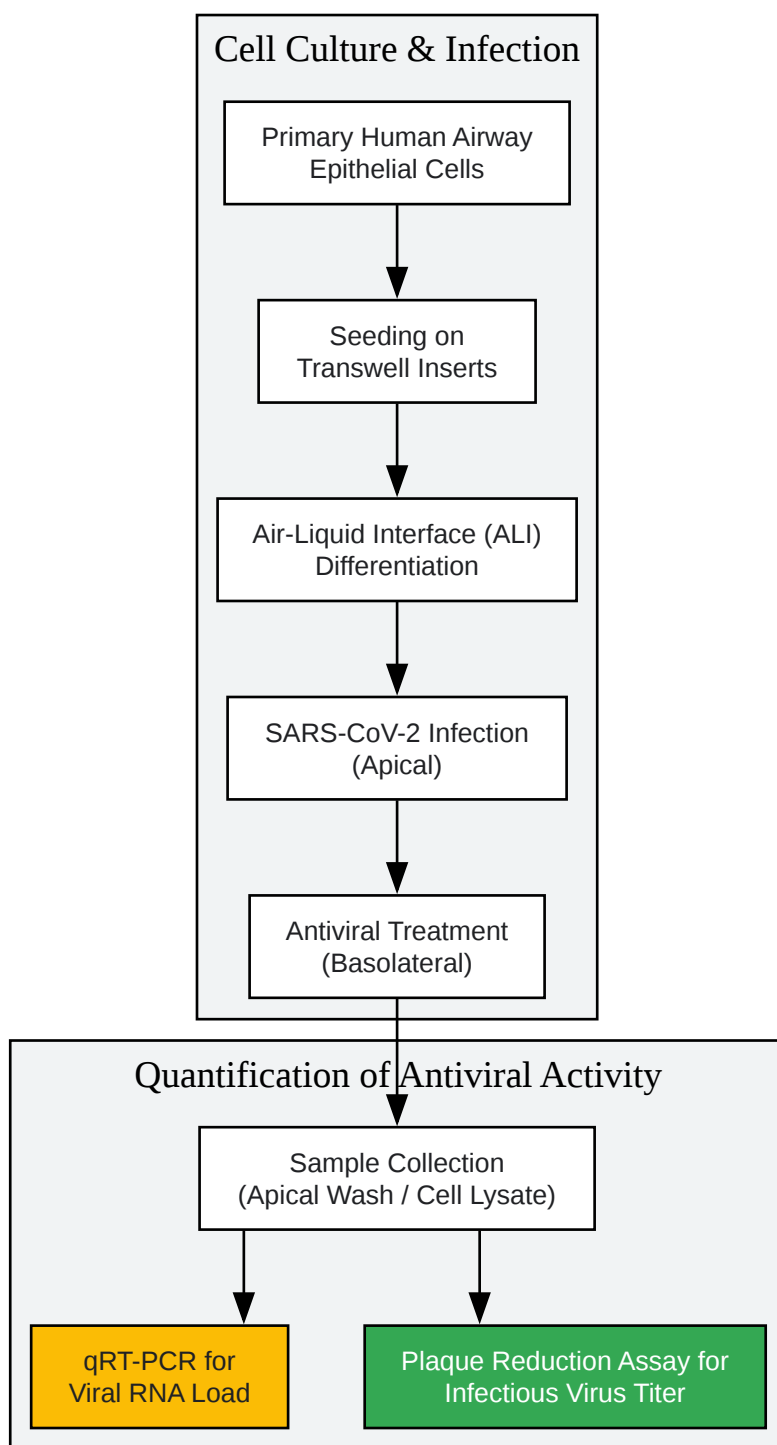 Cell Culture & Infection
Primary Human Airway
Epithelial Cells
Seeding on
Transwell Inserts
Air-Liquid Interface (ALI)
Differentiation
SARS-CoV-2 Infection
(Apical)
Antiviral Treatment
(Basolateral)
Quantification of Antiviral Activity
Sample Collection
(Apical Wash / Cell Lysate)
qRT-PCR for
Viral RNA Load
Plaque Reduction Assay for
Infectious Virus Titer